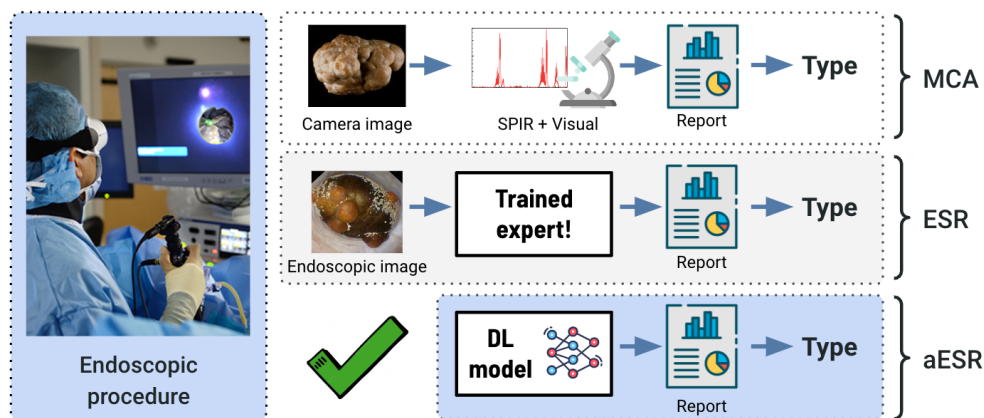 Camera image
SPIR + Visual
Report
Type
MCA
Trained
expert!
Endoscopic image
Report
Type
ESR
DL
model
Report
Type
aESR
Endoscopic
procedure